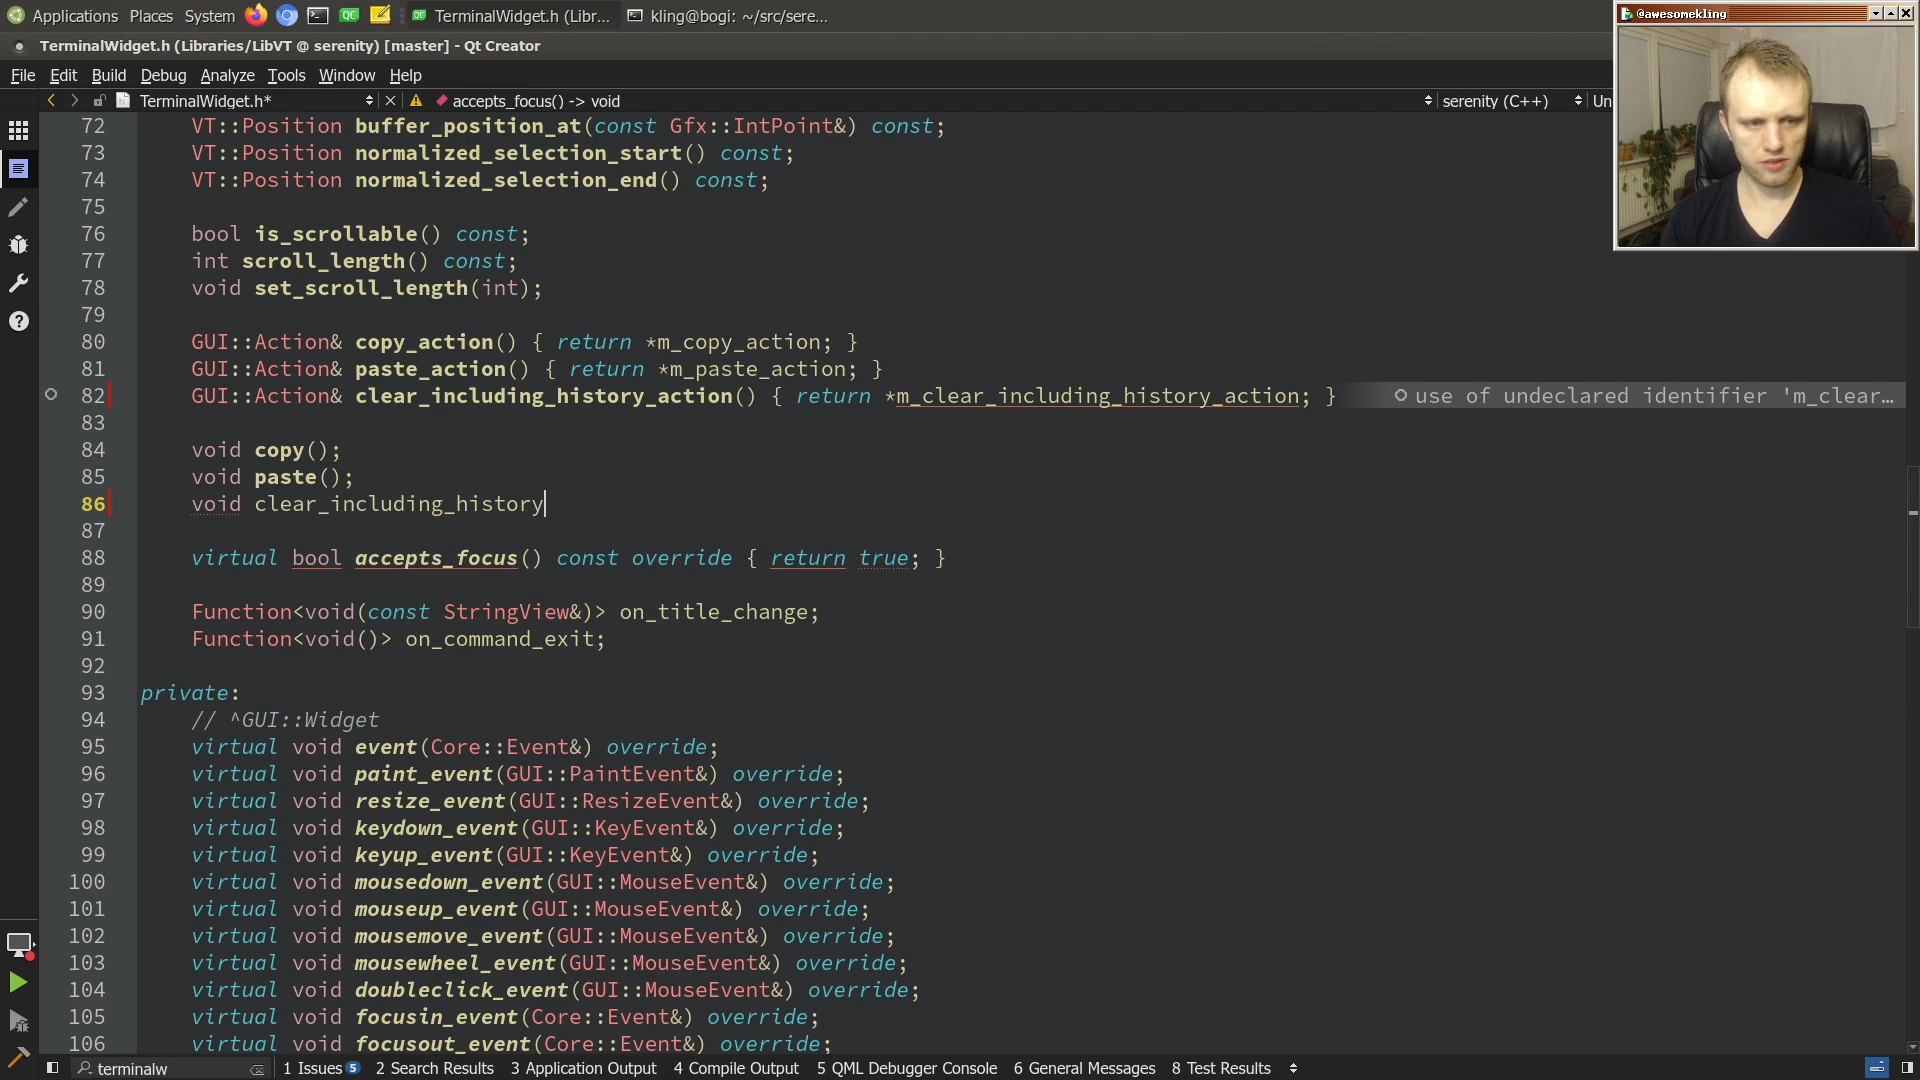 Applications Places System TerminalWidget.h (Libr... kling@bogi: ~/src/sere...
@awesomekling
TerminalWidget.h (Libraries/LibVT @ serenity) [master] - Qt Creator
File Edit Build Debug Analyze Tools Window Help
TerminalWidget.h* accepts_focus() -> void serenity (C++) Un
72 VT::Position buffer_position_at(const Gfx::IntPoint&) const;
73 VT::Position normalized_selection_start() const;
74 VT::Position normalized_selection_end() const;
75
76 bool is_scrollable() const;
77 int scroll_length() const;
78 void set_scroll_length(int);
79
80 GUI::Action& copy_action() { return *m_copy_action; }
81 GUI::Action& paste_action() { return *m_paste_action; }
82 GUI::Action& clear_including_history_action() { return *m_clear_including_history_action; } use of undeclared identifier 'm_clear…
83
84 void copy();
85 void paste();
86 void clear_including_history
87
88 virtual bool accepts_focus() const override { return true; }
89
90 Function<void(const StringView&)> on_title_change;
91 Function<void()> on_command_exit;
92
93 private:
94 // ^GUI::Widget
95 virtual void event(Core::Event&) override;
96 virtual void paint_event(GUI::PaintEvent&) override;
97 virtual void resize_event(GUI::ResizeEvent&) override;
98 virtual void keydown_event(GUI::KeyEvent&) override;
99 virtual void keyup_event(GUI::KeyEvent&) override;
100 virtual void mousedown_event(GUI::MouseEvent&) override;
101 virtual void mouseup_event(GUI::MouseEvent&) override;
102 virtual void mousemove_event(GUI::MouseEvent&) override;
103 virtual void mousewheel_event(GUI::MouseEvent&) override;
104 virtual void doubleclick_event(GUI::MouseEvent&) override;
105 virtual void focusin_event(Core::Event&) override;
106 virtual void focusout_event(Core::Event&) override;
terminalw 1 Issues 5 2 Search Results 3 Application Output 4 Compile Output 5 QML Debugger Console 6 General Messages 8 Test Results